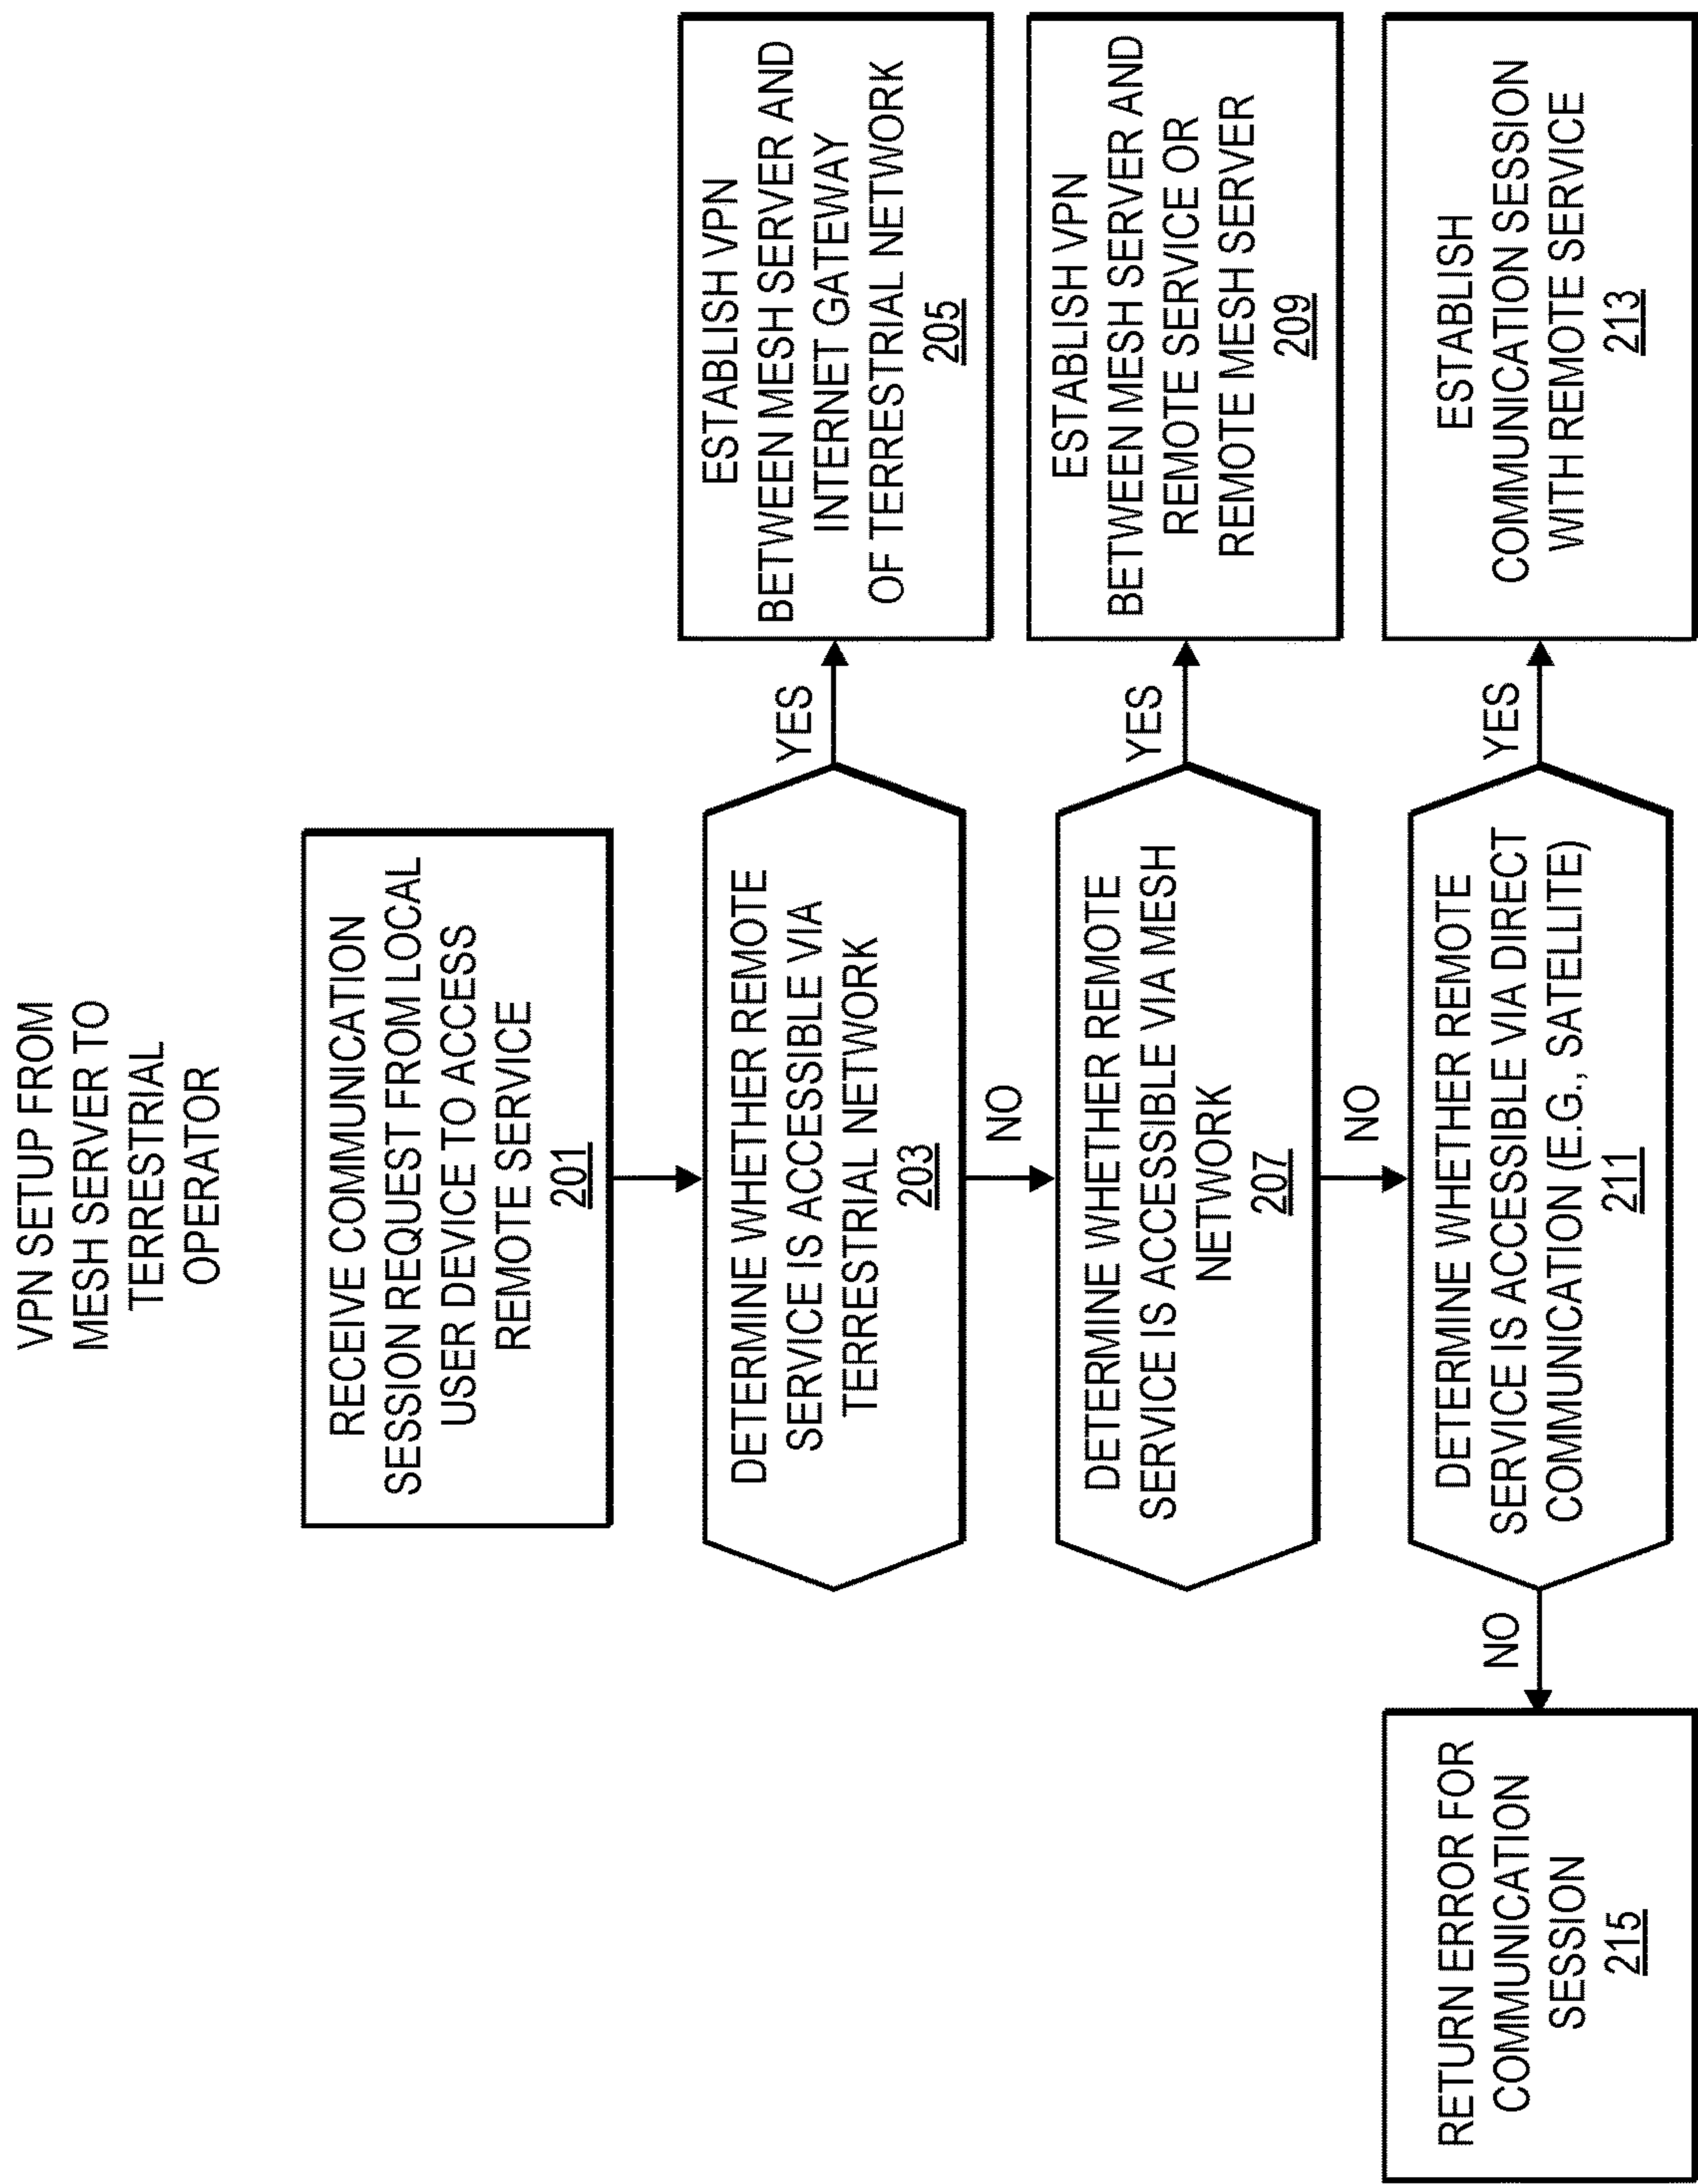 VPN SETUP FROM
MESH SERVER TO
TERRESTRIAL
OPERATOR
RECEIVE COMMUNICATION
SESSION REQUEST FROM LOCAL
USER DEVICE TO ACCESS
REMOTE SERVICE
201
DETERMINE WHETHER REMOTE
SERVICE IS ACCESSIBLE VIA
TERRESTRIAL NETWORK
203
YES
ESTABLISH VPN
BETWEEN MESH SERVER AND
INTERNET GATEWAY
OF TERRESTRIAL NETWORK
205
NO
DETERMINE WHETHER REMOTE
SERVICE IS ACCESSIBLE VIA MESH
NETWORK
207
YES
ESTABLISH VPN
BETWEEN MESH SERVER AND
REMOTE SERVICE OR
REMOTE MESH SERVER
209
NO
DETERMINE WHETHER REMOTE
SERVICE IS ACCESSIBLE VIA DIRECT
COMMUNICATION (E.G., SATELLITE)
211
YES
ESTABLISH
COMMUNICATION SESSION
WITH REMOTE SERVICE
213
NO
RETURN ERROR FOR
COMMUNICATION
SESSION
215